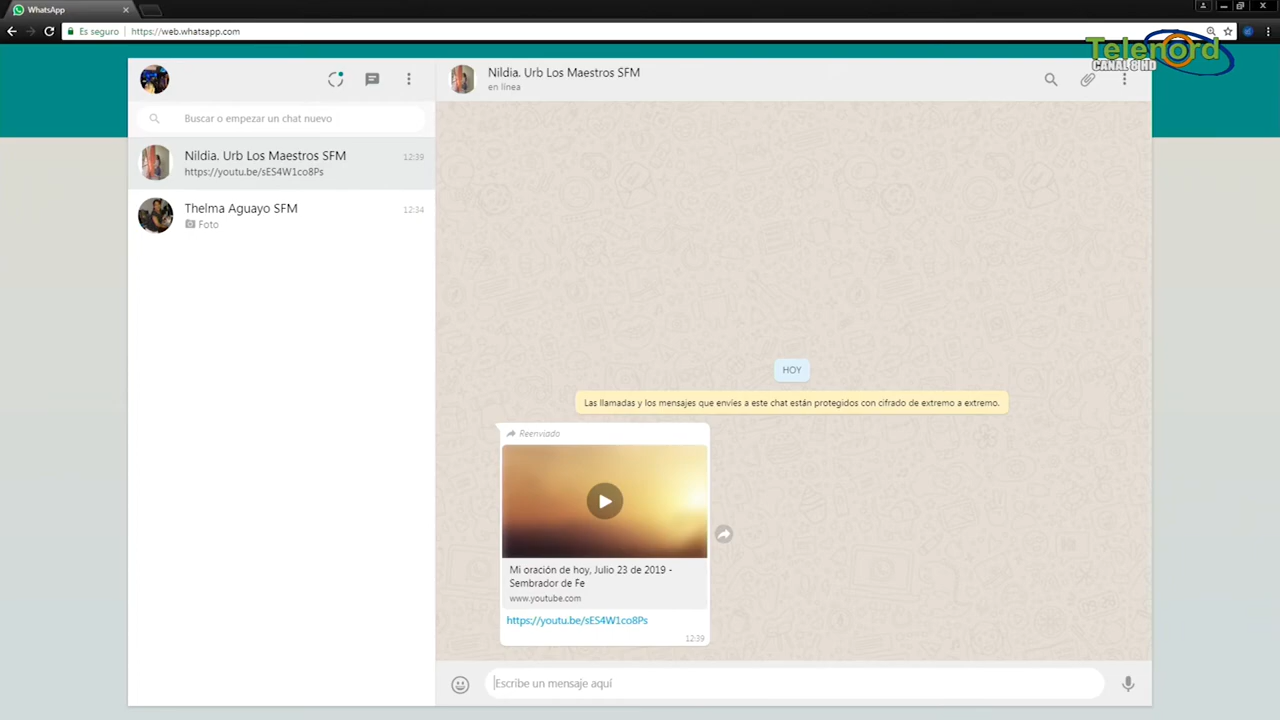 WhatsApp
Es seguro
https://web.whatsapp.com
Telenord
CANAL 8 HD
Nildia. Urb Los Maestros SFM
en línea
Buscar o empezar un chat nuevo
Nildia. Urb Los Maestros SFM
12:39
https://youtu.be/sES4W1co8Ps
Thelma Aguayo SFM
12:34
Foto
HOY
Las llamadas y los mensajes que envíes a este chat están protegidos con cifrado de extremo a extremo.
Reenviado
Mi oración de hoy, Julio 23 de 2019 -
Sembrador de Fe
www.youtube.com
https://youtu.be/sES4W1co8Ps
12:39
Escribe un mensaje aquí